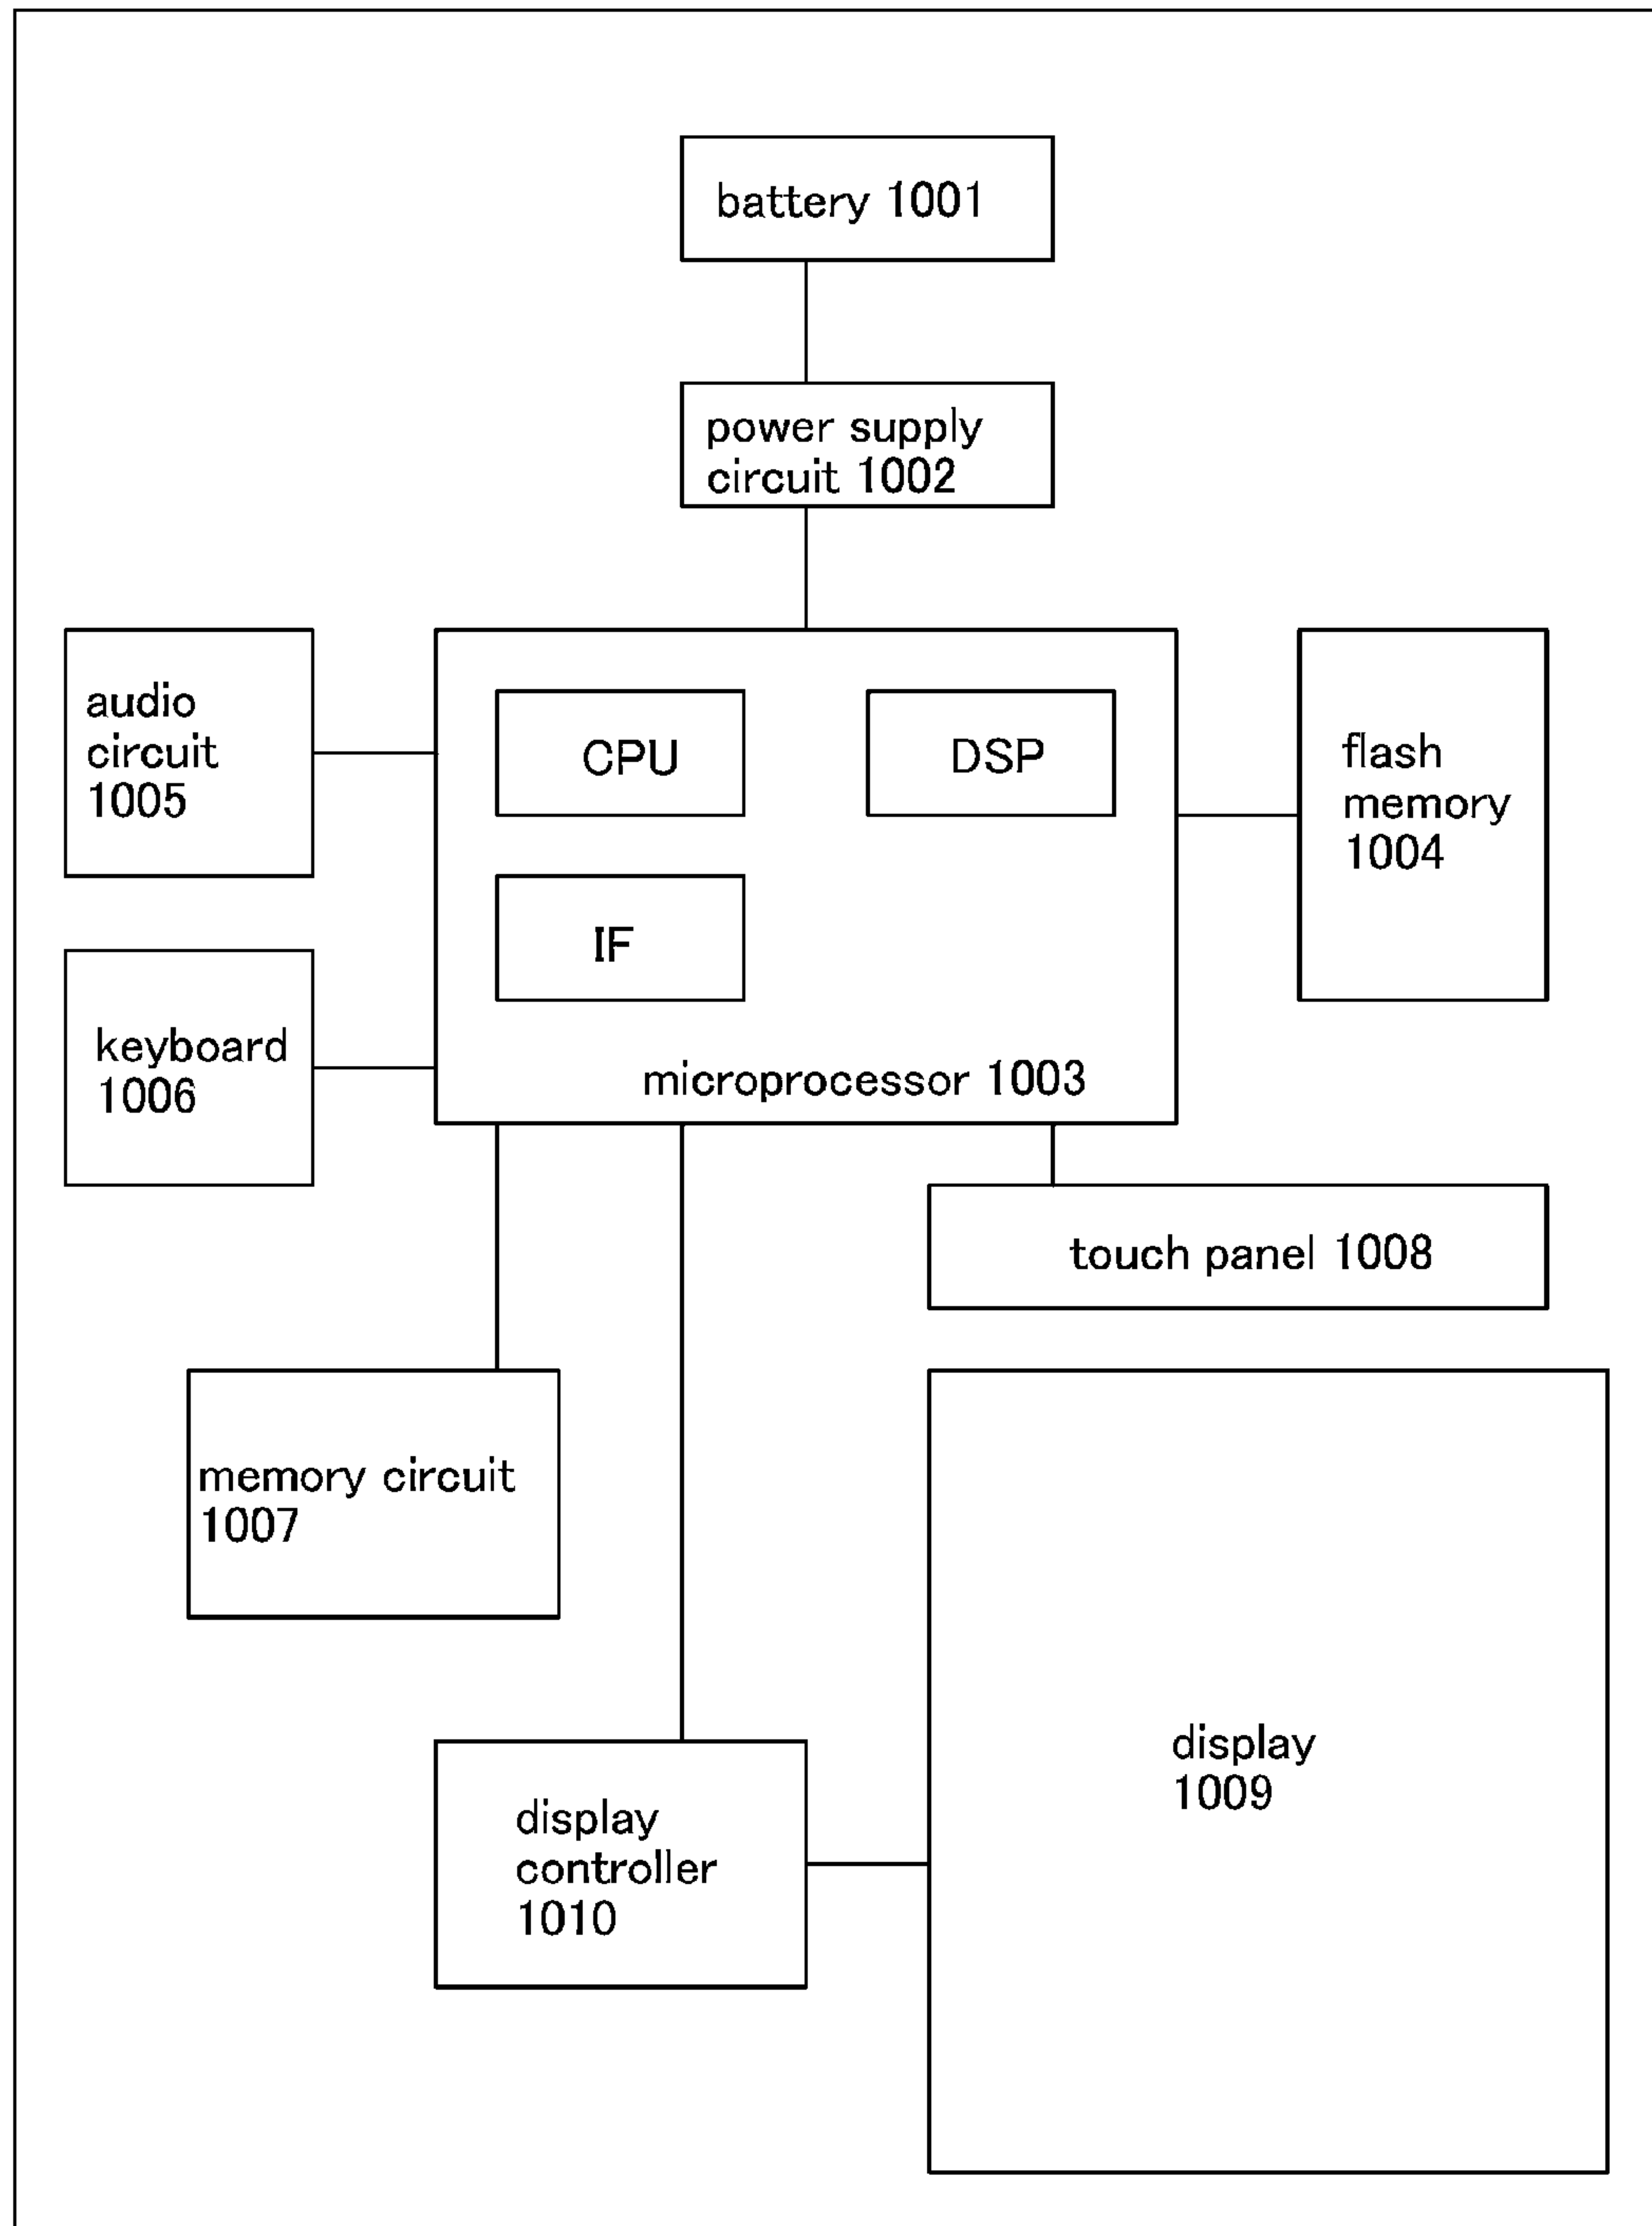 battery 1001
power supply
circuit 1002
audio
circuit
1005
CPU
DSP
flash
memory
1004
IF
keyboard
1006
microprocessor 1003
touch panel 1008
memory circuit
1007
display
1009
display
controller
1010